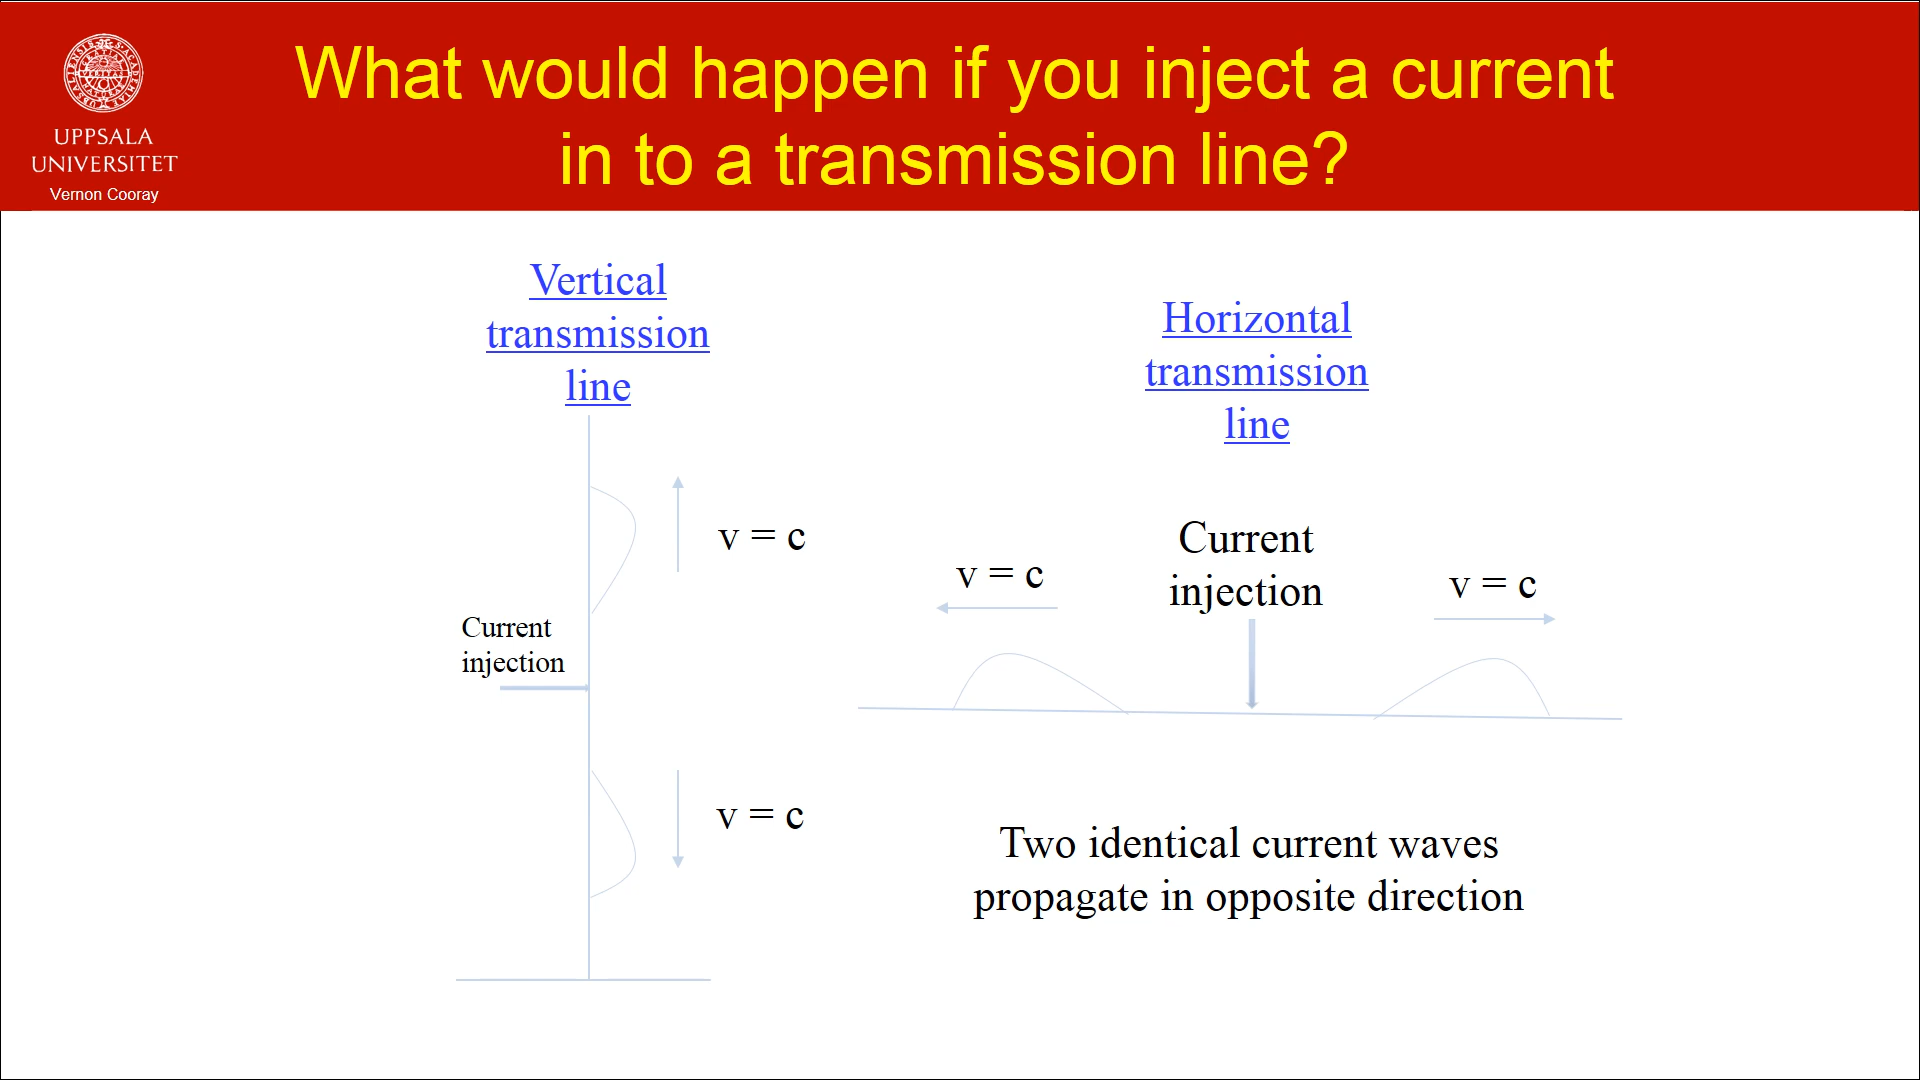 What would happen if you inject a current
in to a transmission line?
UPPSALA
UNIVERSITET
Vernon Cooray
Vertical
transmission
line
v = c
Current
injection
v = c
Horizontal
transmission
line
Current
injection
v = c
v = c
Two identical current waves
propagate in opposite direction